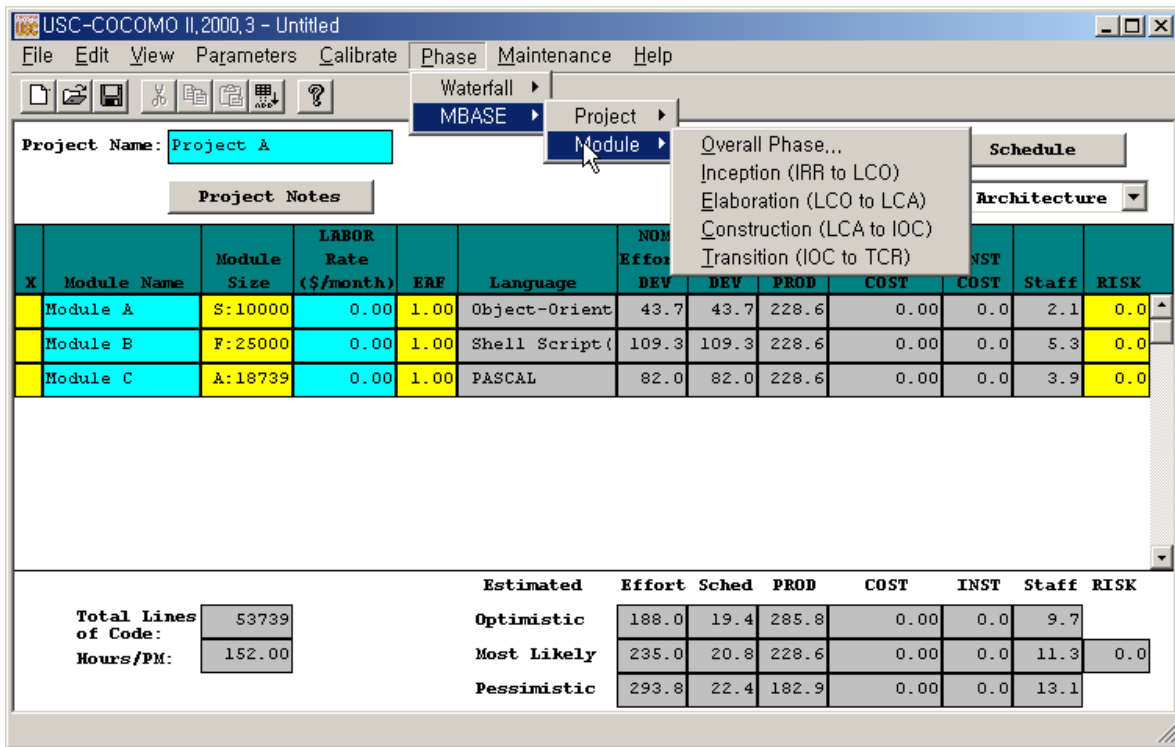 USC-COCOMO II,2000,3 - Untitled
File Edit View Parameters Calibrate Phase Maintenance Help
Waterfall
MBASE
Project
Module
Overall Phase...
Inception (IRR to LCO)
Elaboration (LCO to LCA)
Construction (LCA to IOC)
Transition (IOC to TCR)
Project Name: Project A
Schedule
Project Notes
Architecture
X Module Name Module Size LABOR Rate ($/month) EAF Language NOM Effort DEV DEV PROD COST COST Staff RISK
Module A S:10000 0.00 1.00 Object-Orient 43.7 43.7 228.6 0.00 0.0 2.1 0.0
Module B F:25000 0.00 1.00 Shell Script( 109.3 109.3 228.6 0.00 0.0 5.3 0.0
Module C A:18739 0.00 1.00 PASCAL 82.0 82.0 228.6 0.00 0.0 3.9 0.0
Estimated Effort Sched PROD COST INST Staff RISK
Total Lines of Code: 53739
Optimistic 188.0 19.4 285.8 0.00 0.0 9.7
Hours/PM: 152.00
Most Likely 235.0 20.8 228.6 0.00 0.0 11.3 0.0
Pessimistic 293.8 22.4 182.9 0.00 0.0 13.1